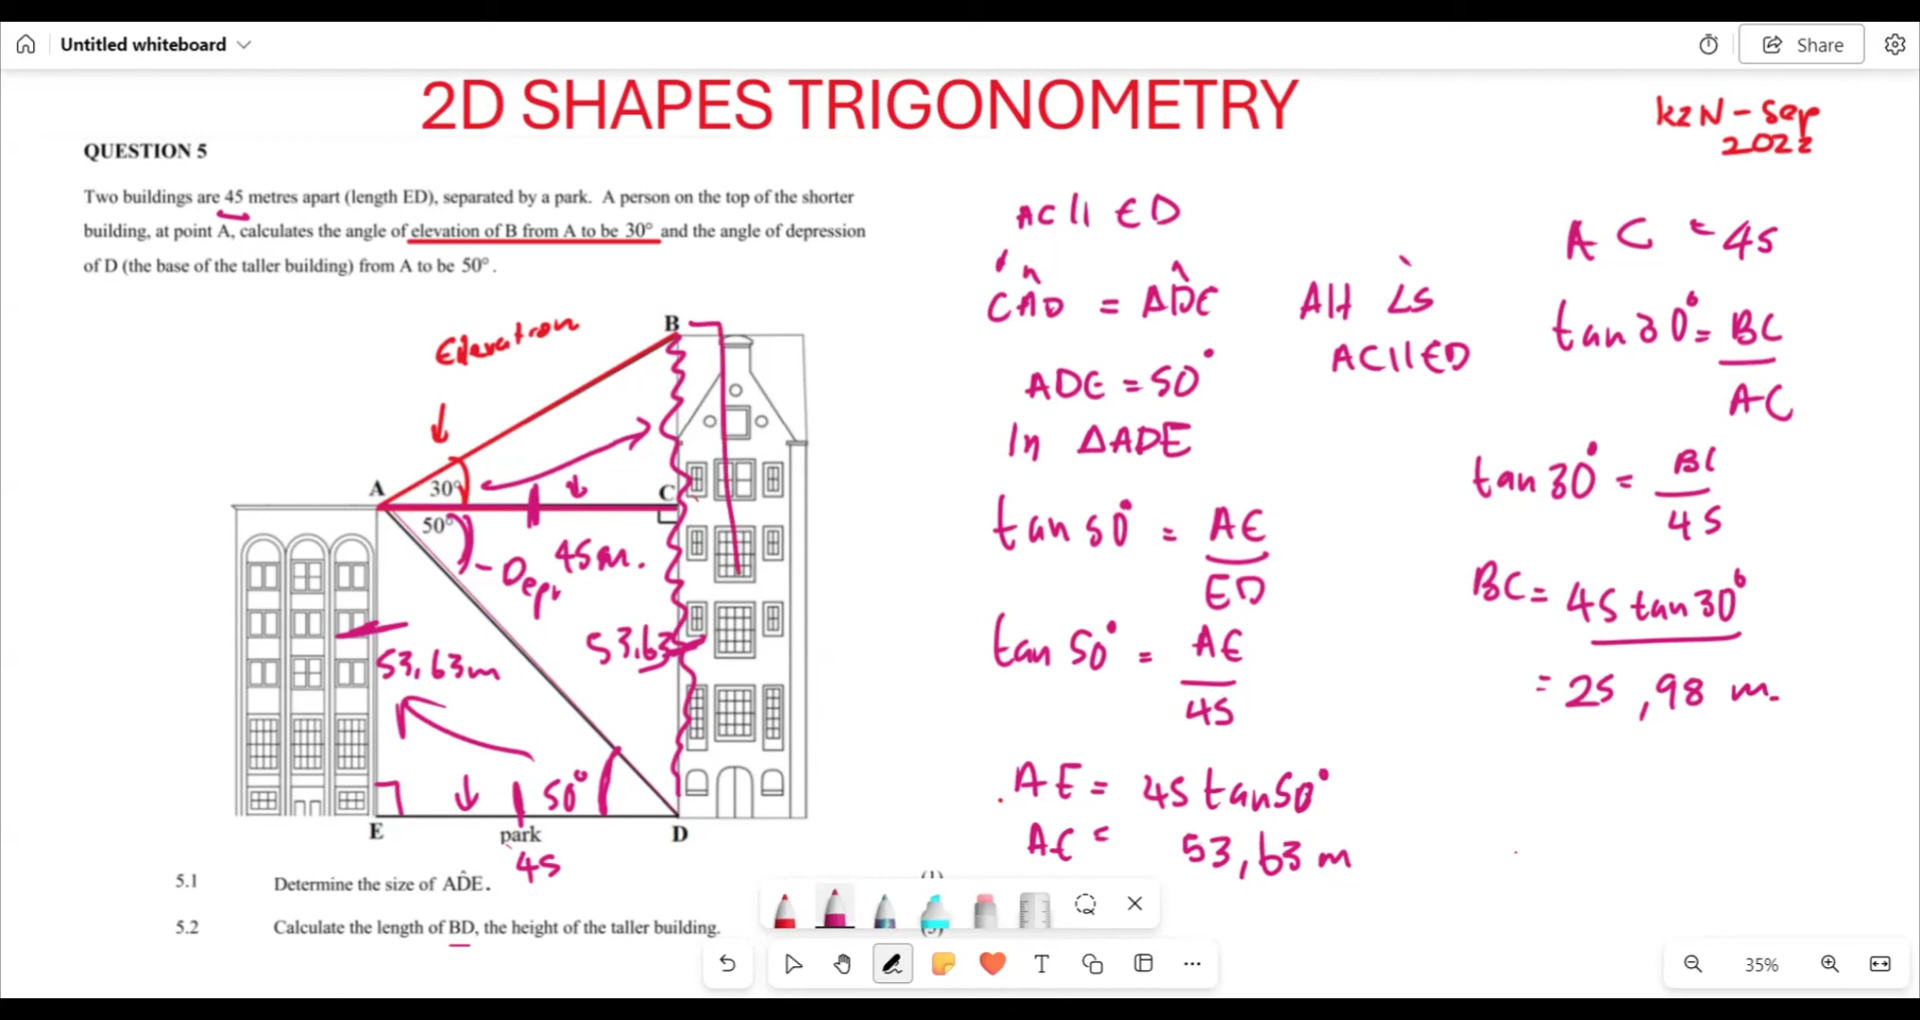 Untitled whiteboard
Share
2D SHAPES TRIGONOMETRY
kzN - Sep
2022
QUESTION 5
Two buildings are 45 metres apart (length ED), separated by a park. A person on the top of the shorter
building, at point A, calculates the angle of elevation of B from A to be 30° and the angle of depression
of D (the base of the taller building) from A to be 50°.
Elevation
B
A
30°
C
50°
Depr
45m.
53,63
53,63m
50°
E
park
D
45
5.1 Determine the size of AD̂E.
(1)
5.2 Calculate the length of BD, the height of the taller building.
AC || ED
CÂD = AD̂E Alt ∠s
AC || ED
ADE = 50°
In ΔADE
tan 50° = AE
ED
tan 50° = AE
45
AE = 45 tan 50°
AE = 53,63 m
AC = 45
tan 30° = BC
AC
tan 30° = BC
45
BC = 45 tan 30°
= 25,98 m.
35%